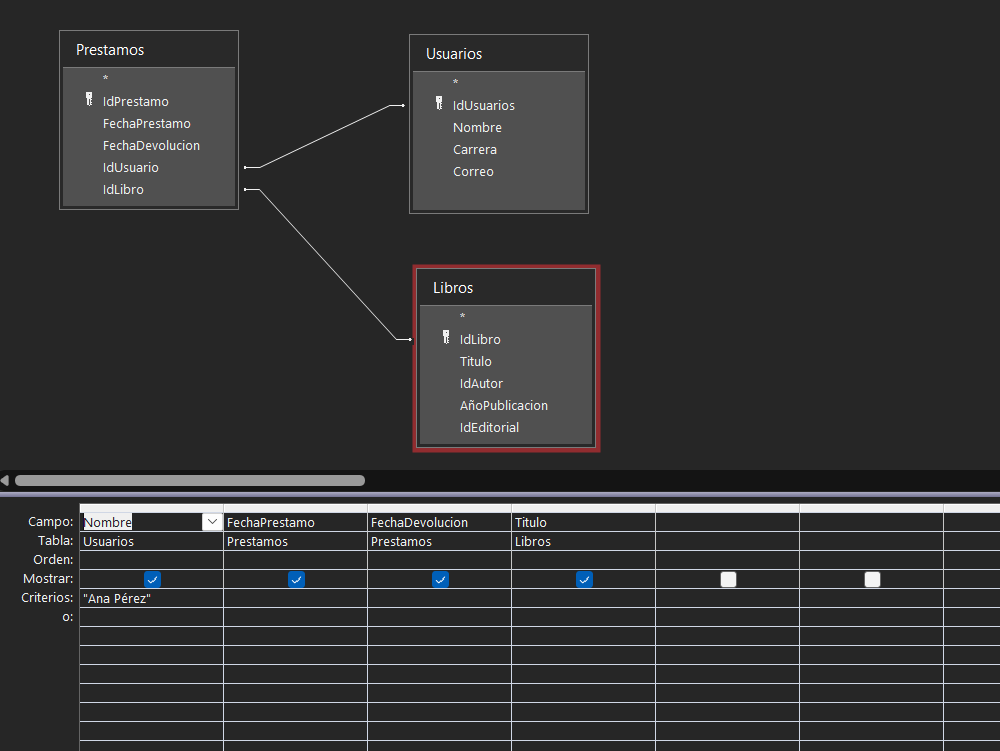 Prestamos
*
IdPrestamo
FechaPrestamo
FechaDevolucion
IdUsuario
IdLibro
Usuarios
*
IdUsuarios
Nombre
Carrera
Correo
Libros
*
IdLibro
Titulo
IdAutor
AñoPublicacion
IdEditorial
Campo: Nombre FechaPrestamo FechaDevolucion Titulo
Tabla: Usuarios Prestamos Prestamos Libros
Orden:
Mostrar:
Criterios: "Ana Pérez"
o: